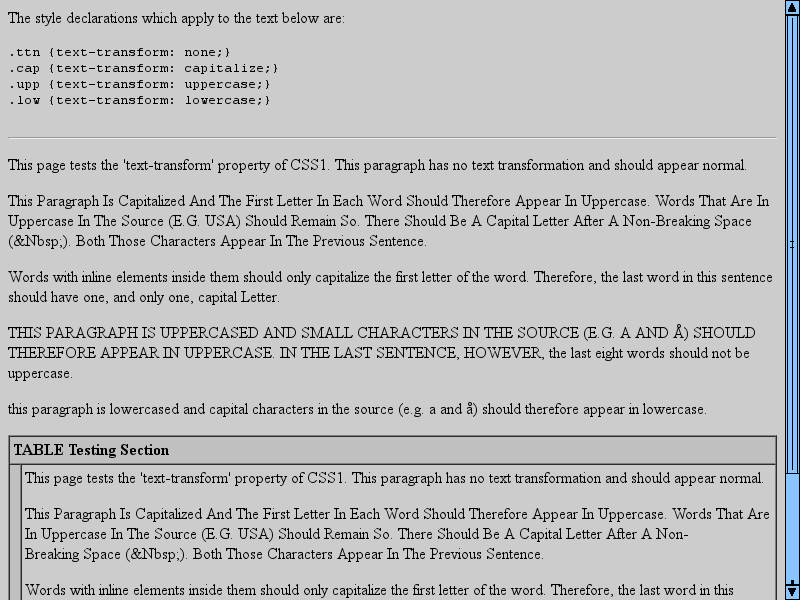 The style declarations which apply to the text below are:
.ttn {text-transform: none;}
.cap {text-transform: capitalize;}
.upp {text-transform: uppercase;}
.low {text-transform: lowercase;}
This page tests the 'text-transform' property of CSS1. This paragraph has no text transformation and should appear normal.
This Paragraph Is Capitalized And The First Letter In Each Word Should Therefore Appear In Uppercase. Words That Are In
Uppercase In The Source (E.G. USA) Should Remain So. There Should Be A Capital Letter After A Non-Breaking Space
(&Nbsp;). Both Those Characters Appear In The Previous Sentence.
Words with inline elements inside them should only capitalize the first letter of the word. Therefore, the last word in this sentence
should have one, and only one, capital Letter.
THIS PARAGRAPH IS UPPERCASED AND SMALL CHARACTERS IN THE SOURCE (E.G. A AND Å) SHOULD
THEREFORE APPEAR IN UPPERCASE. IN THE LAST SENTENCE, HOWEVER, the last eight words should not be
uppercase.
this paragraph is lowercased and capital characters in the source (e.g. a and å) should therefore appear in lowercase.
TABLE Testing Section
This page tests the 'text-transform' property of CSS1. This paragraph has no text transformation and should appear normal.
This Paragraph Is Capitalized And The First Letter In Each Word Should Therefore Appear In Uppercase. Words That Are
In Uppercase In The Source (E.G. USA) Should Remain So. There Should Be A Capital Letter After A Non-
Breaking Space (&Nbsp;). Both Those Characters Appear In The Previous Sentence.
Words with inline elements inside them should only capitalize the first letter of the word. Therefore, the last word in this